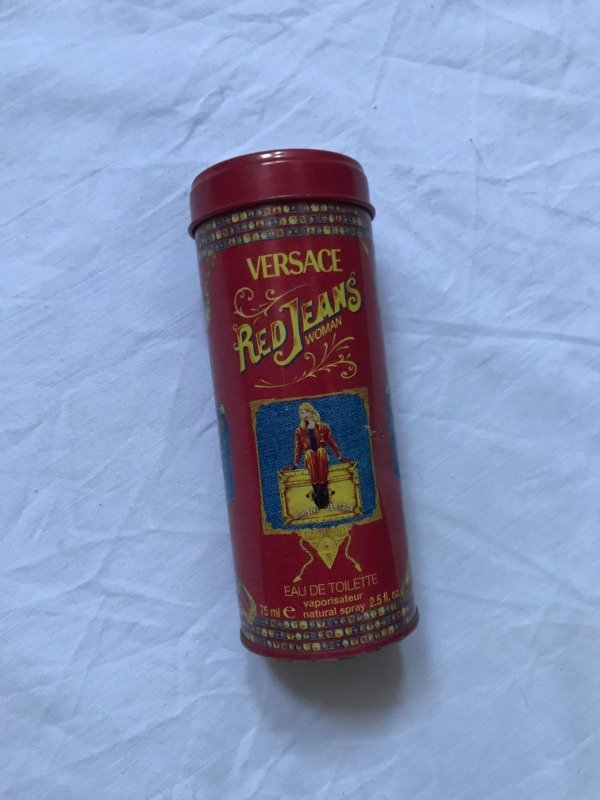 VERSACE
RED JEANS
WOMAN
EAU DE TOILETTE
75 ml e vaporisateur
natural spray 2.5 fl. oz.